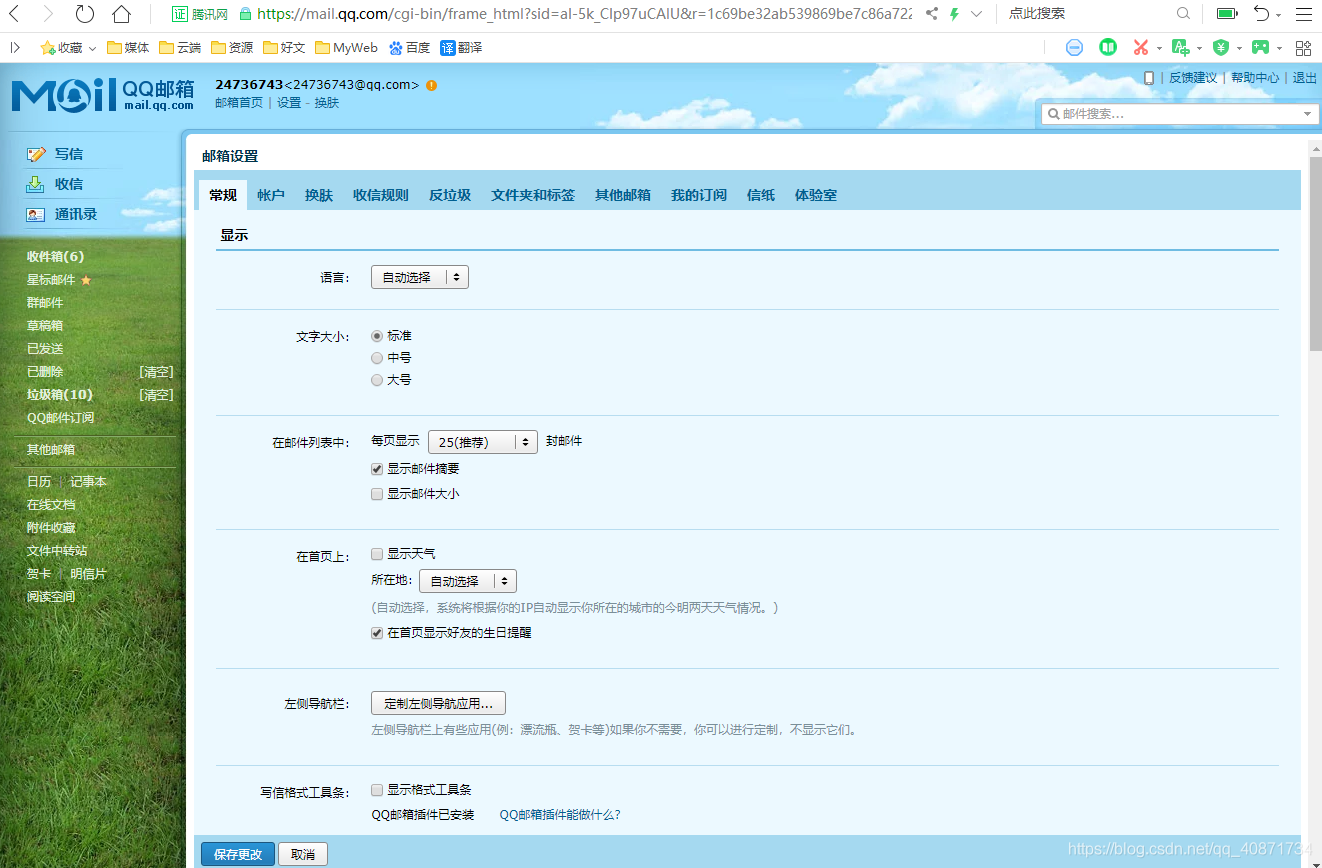 证 腾讯网 https://mail.qq.com/cgi-bin/frame_html?sid=al-5k_Clp97uCAlU&r=1c69be32ab539869be7c86a722 点此搜索
收藏 媒体 云端 资源 好文 MyWeb 百度 译 翻译
Mail QQ邮箱 mail.qq.com
24736743<24736743@qq.com>
邮箱首页 | 设置 - 换肤
反馈建议 | 帮助中心 | 退出
邮件搜索...
写信
收信
通讯录
收件箱(6)
星标邮件
群邮件
草稿箱
已发送
已删除 [清空]
垃圾箱(10) [清空]
QQ邮件订阅
其他邮箱
日历 | 记事本
在线文档
附件收藏
文件中转站
贺卡 | 明信片
阅读空间
邮箱设置
常规 帐户 换肤 收信规则 反垃圾 文件夹和标签 其他邮箱 我的订阅 信纸 体验室
显示
语言: 自动选择
文字大小: 标准
中号
大号
在邮件列表中: 每页显示 25(推荐) 封邮件
显示邮件摘要
显示邮件大小
在首页上: 显示天气
所在地: 自动选择
(自动选择，系统将根据你的IP自动显示你所在的城市的今明两天天气情况。)
在首页显示好友的生日提醒
左侧导航栏: 定制左侧导航应用...
左侧导航栏上有些应用(例：漂流瓶、贺卡等)如果你不需要，你可以进行定制，不显示它们。
写信格式工具条: 显示格式工具条
QQ邮箱插件已安装 QQ邮箱插件能做什么?
保存更改 取消
https://blog.csdn.net/qq_40871734